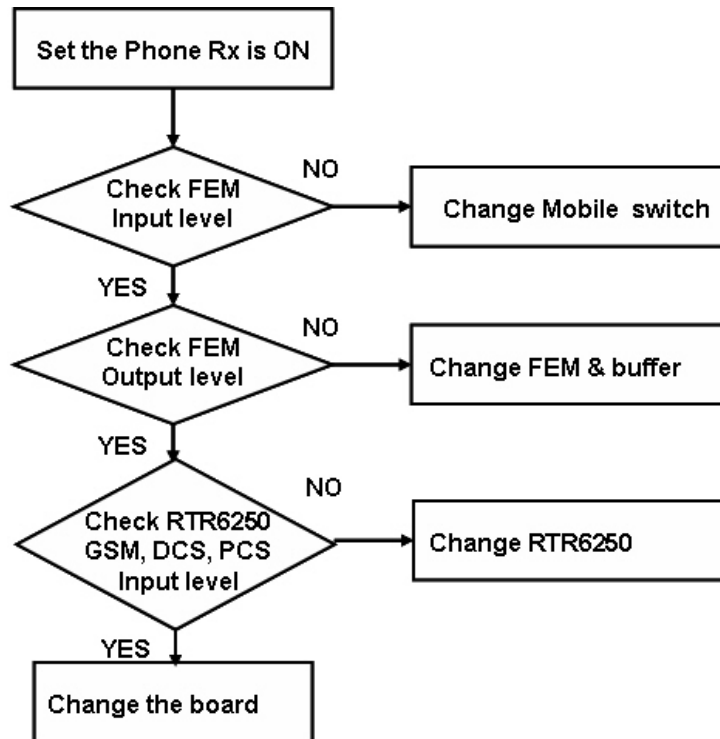 Set the Phone Rx is ON
Check FEM
Input level
NO
Change Mobile switch
YES
Check FEM
Output level
NO
Change FEM & buffer
YES
Check RTR6250
GSM, DCS, PCS
Input level
NO
Change RTR6250
YES
Change the board